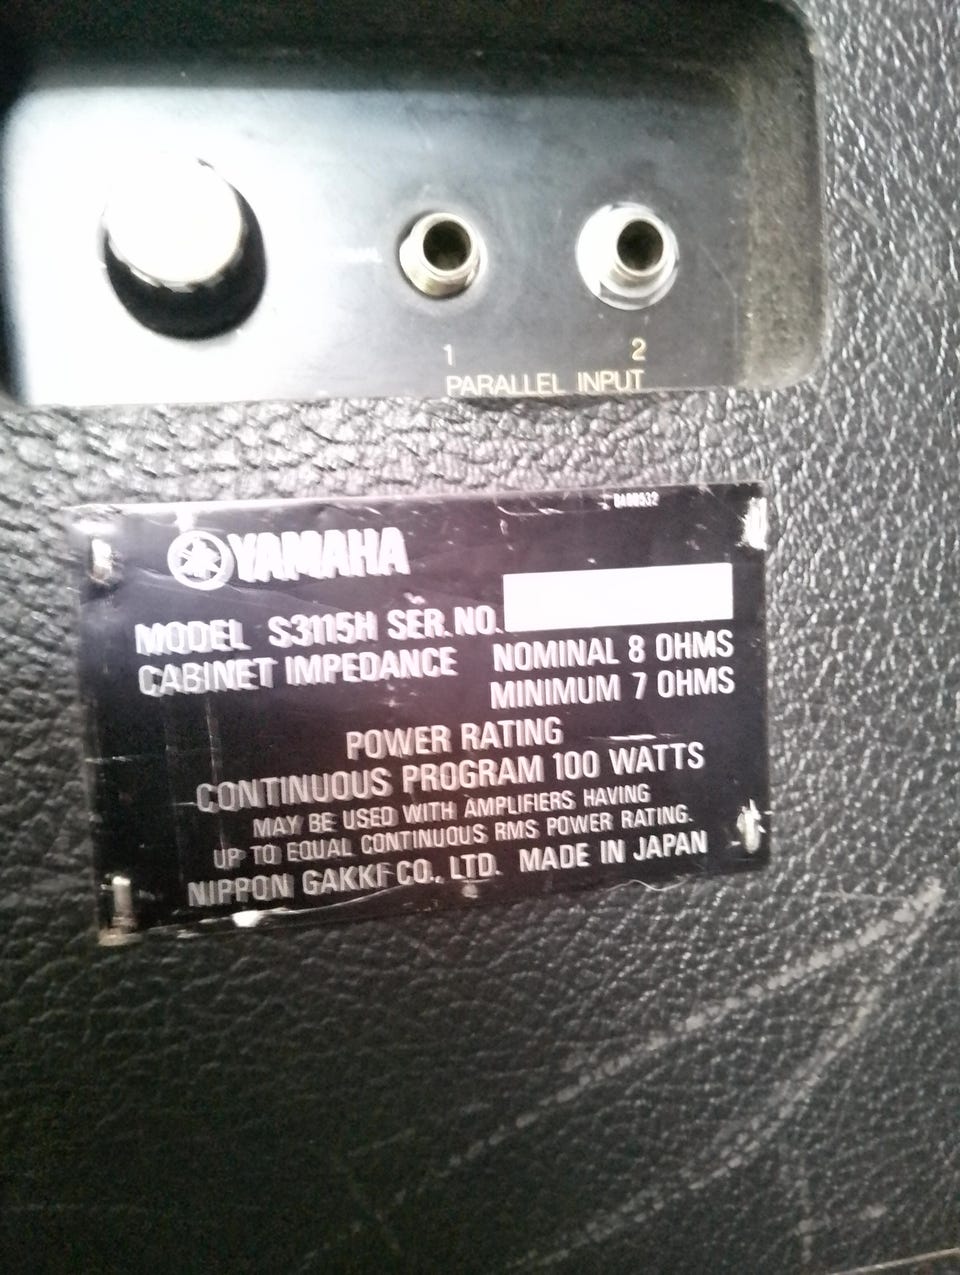 1 2
PARALLEL INPUT
YAMAHA
MODEL S3115H SER. NO.
CABINET IMPEDANCE NOMINAL 8 OHMS
MINIMUM 7 OHMS
POWER RATING
CONTINUOUS PROGRAM 100 WATTS
MAY BE USED WITH AMPLIFIERS HAVING
UP TO EQUAL CONTINUOUS RMS POWER RATING.
NIPPON GAKKI CO., LTD. MADE IN JAPAN